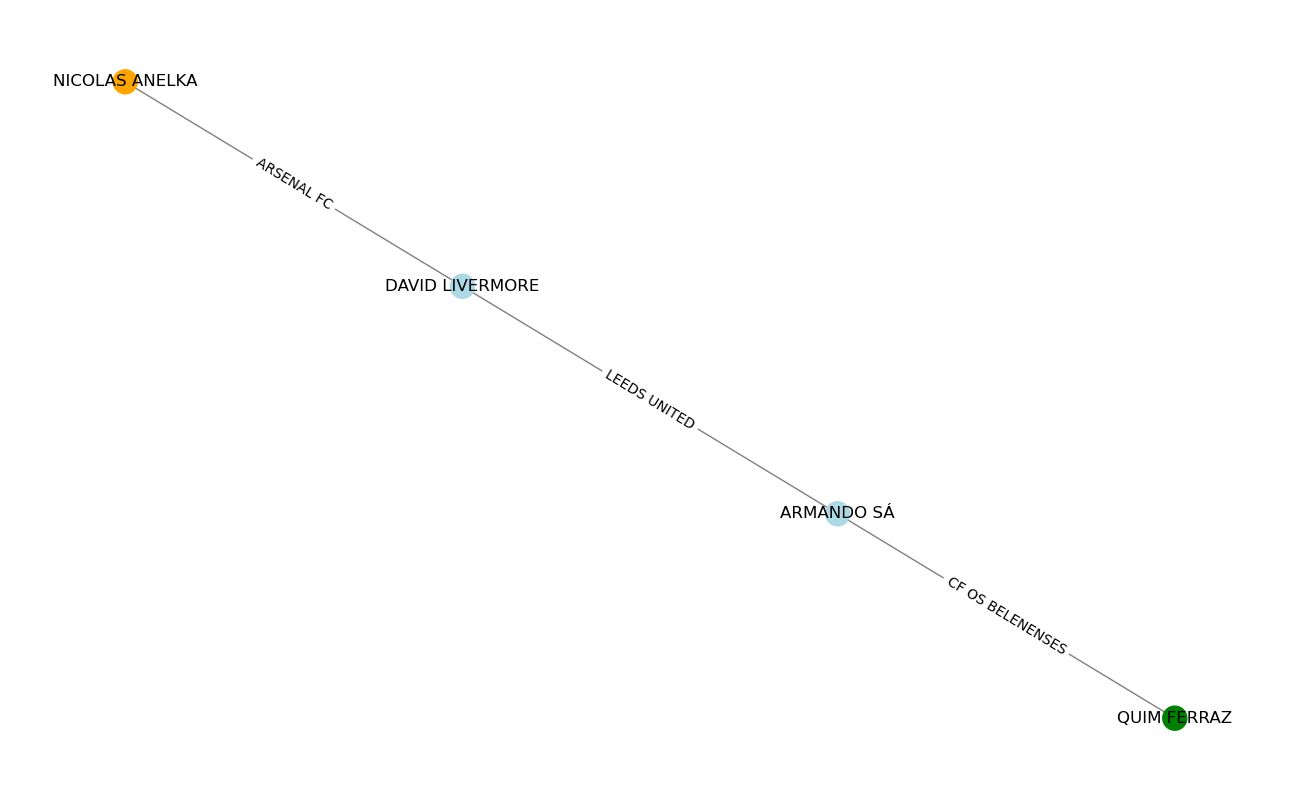 NICOLAS ANELKA
ARSENAL FC
DAVID LIVERMORE
LEEDS UNITED
ARMANDO SÁ
CF OS BELENENSES
QUIM FERRAZ